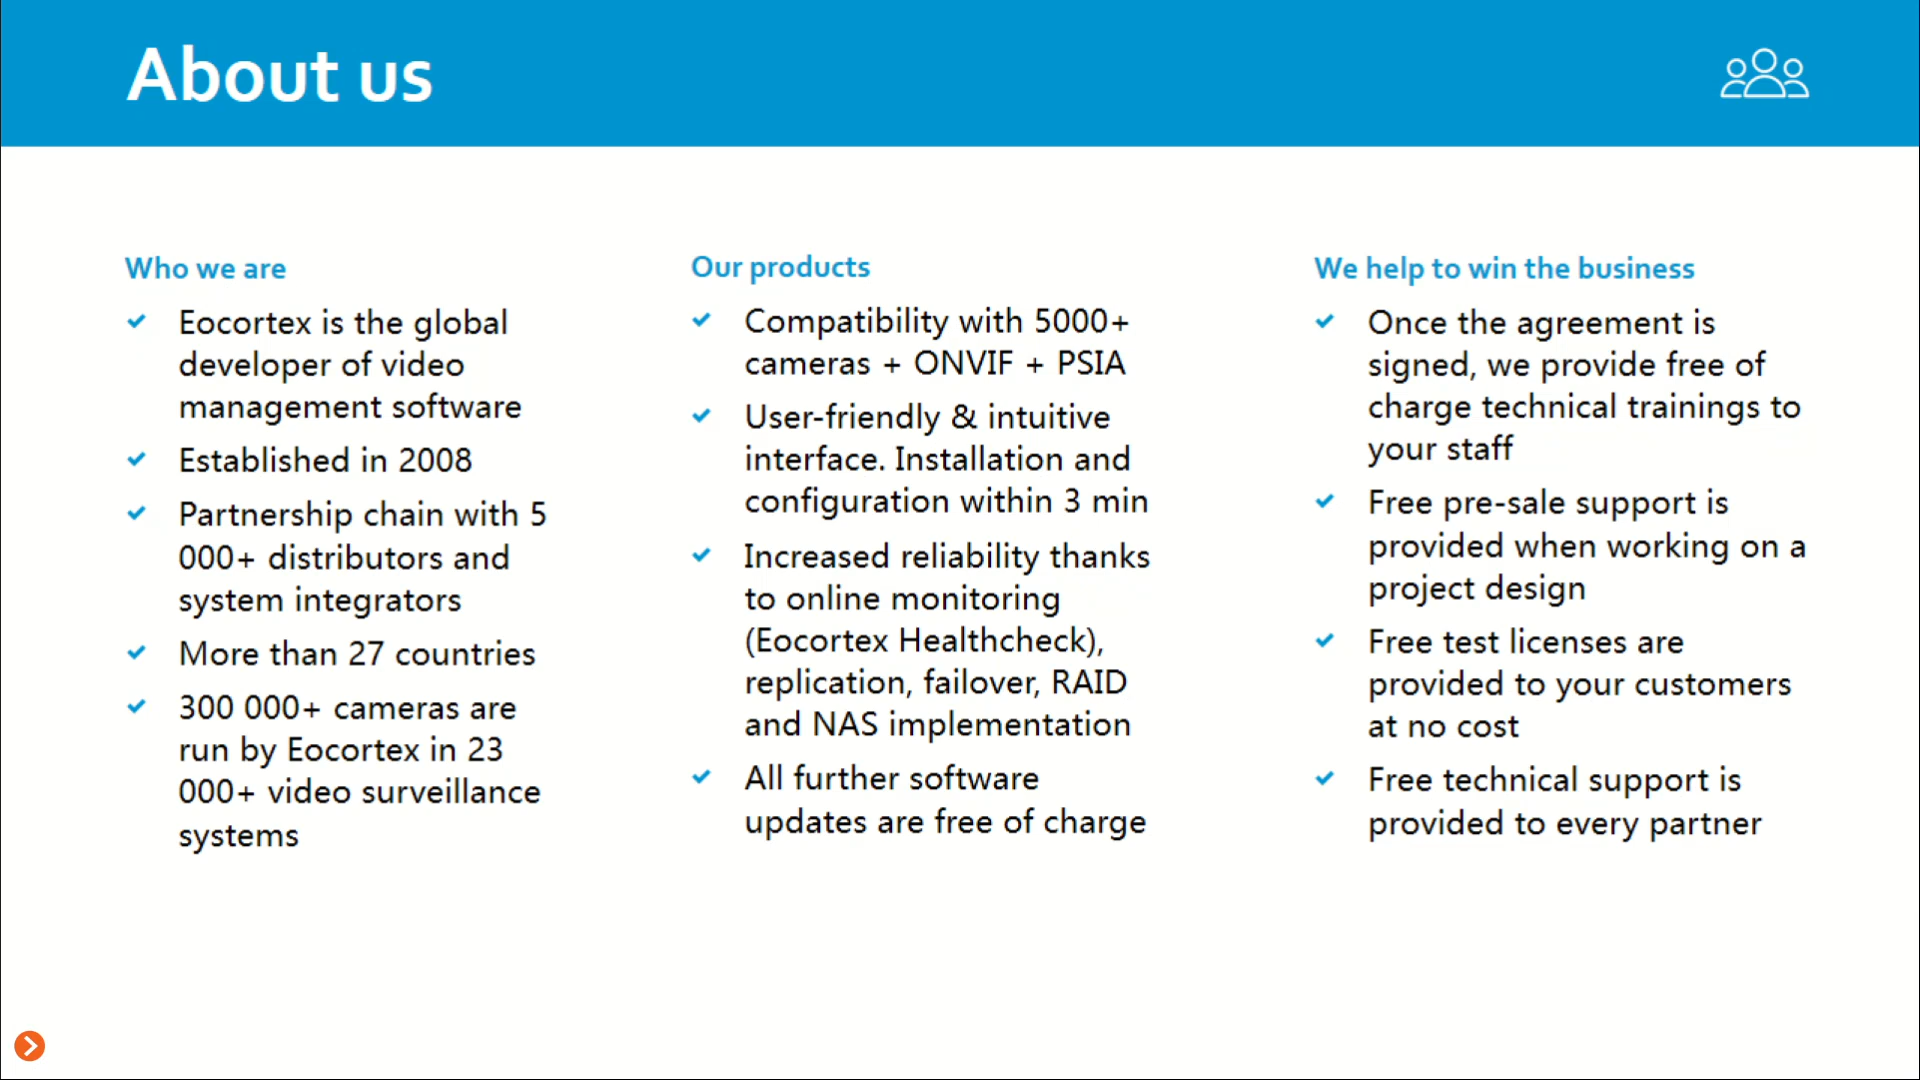 About us
Who we are
Eocortex is the global
developer of video
management software
Established in 2008
Partnership chain with 5
000+ distributors and
system integrators
More than 27 countries
300 000+ cameras are
run by Eocortex in 23
000+ video surveillance
systems
Our products
Compatibility with 5000+
cameras + ONVIF + PSIA
User-friendly & intuitive
interface. Installation and
configuration within 3 min
Increased reliability thanks
to online monitoring
(Eocortex Healthcheck),
replication, failover, RAID
and NAS implementation
All further software
updates are free of charge
We help to win the business
Once the agreement is
signed, we provide free of
charge technical trainings to
your staff
Free pre-sale support is
provided when working on a
project design
Free test licenses are
provided to your customers
at no cost
Free technical support is
provided to every partner